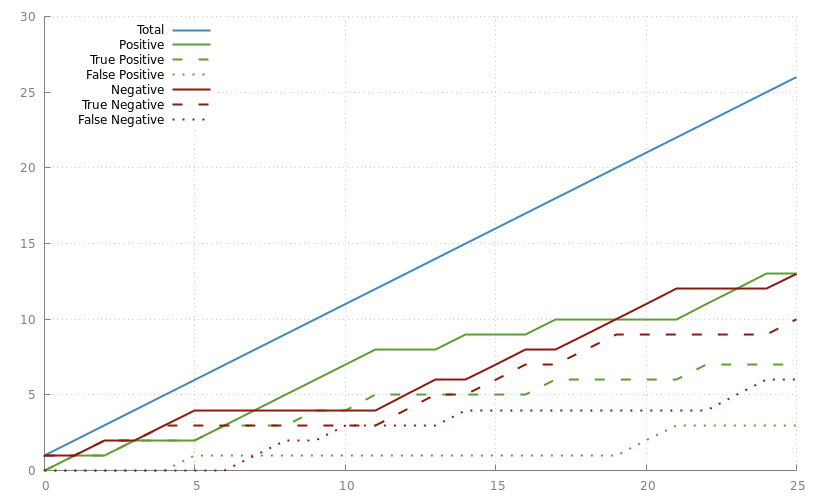 30
25
20
15
10
5
0
Total
Positive
True Positive
False Positive
Negative
True Negative
False Negative
0 5 10 15 20 25